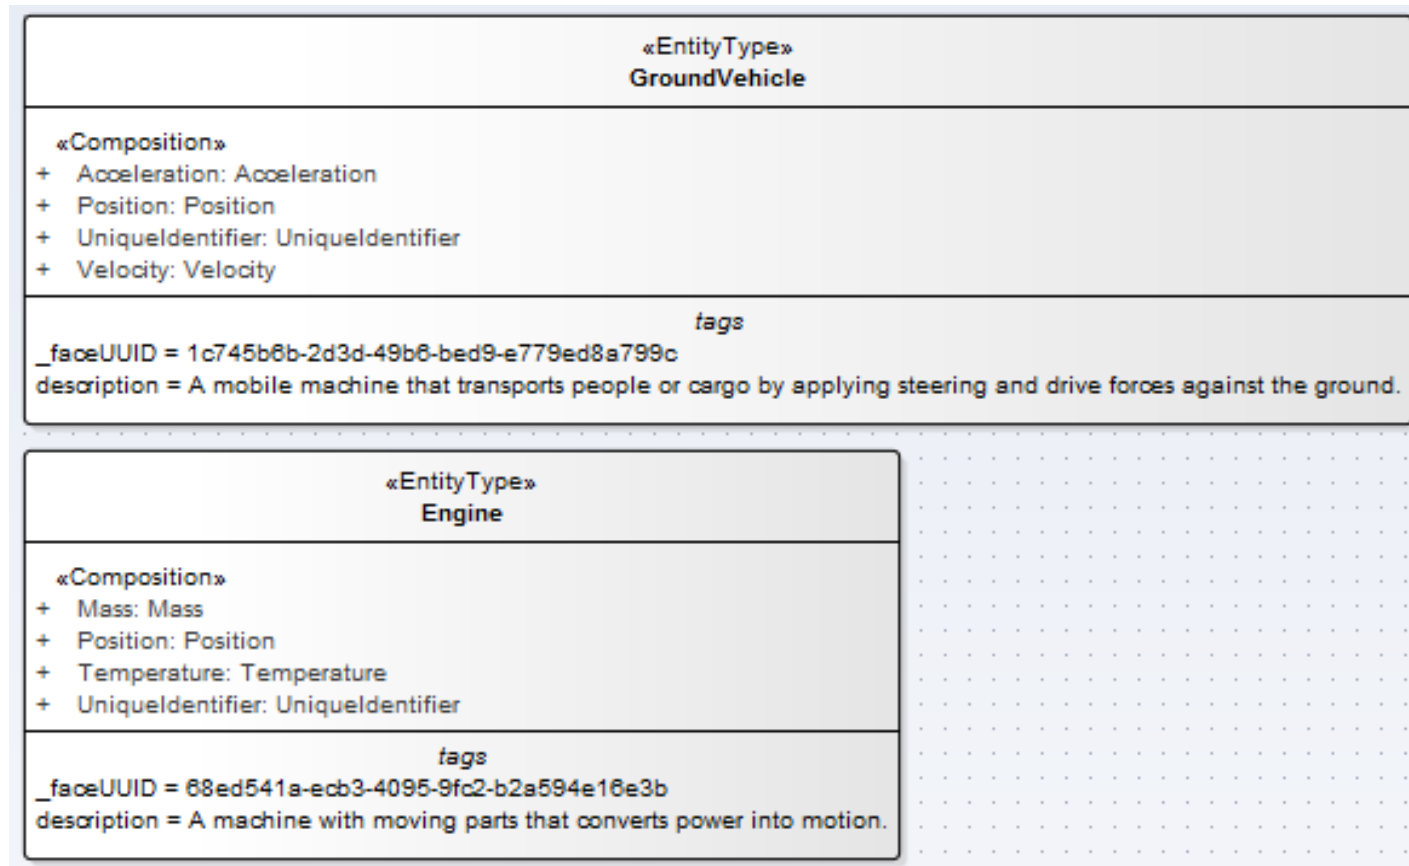 «EntityType»
GroundVehicle
«Composition»
+ Acceleration: Acceleration
+ Position: Position
+ UniqueIdentifier: UniqueIdentifier
+ Velocity: Velocity
tags
_faceUUID = 1c745b6b-2d3d-49b6-bed9-e779ed8a799c
description = A mobile machine that transports people or cargo by applying steering and drive forces against the ground.
«EntityType»
Engine
«Composition»
+ Mass: Mass
+ Position: Position
+ Temperature: Temperature
+ UniqueIdentifier: UniqueIdentifier
tags
_faceUUID = 68ed541a-ecb3-4095-9fc2-b2a594e16e3b
description = A machine with moving parts that converts power into motion.